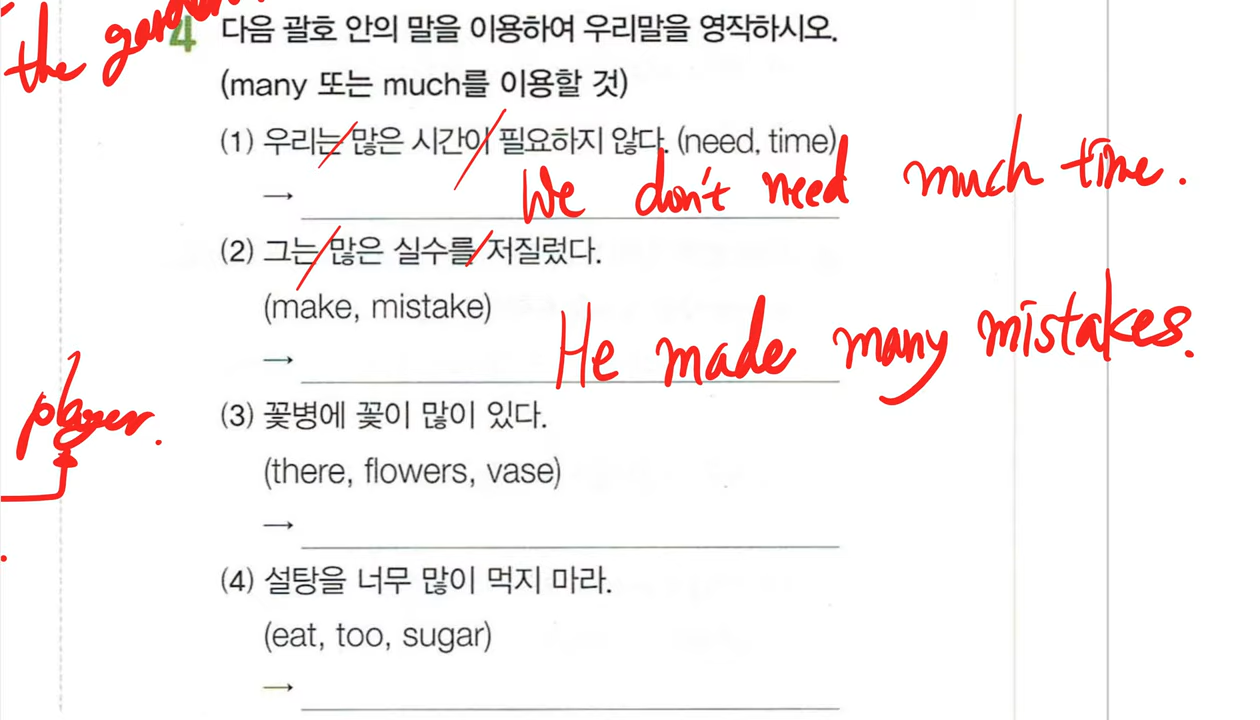 the garden
4 다음 괄호 안의 말을 이용하여 우리말을 영작하시오.
(many 또는 much를 이용할 것)
(1) 우리는 많은 시간이 필요하지 않다. (need, time)
→ We don't need much time.
(2) 그는 많은 실수를 저질렀다.
(make, mistake)
→ He made many mistakes.
player.
(3) 꽃병에 꽃이 많이 있다.
(there, flowers, vase)
→
(4) 설탕을 너무 많이 먹지 마라.
(eat, too, sugar)
→